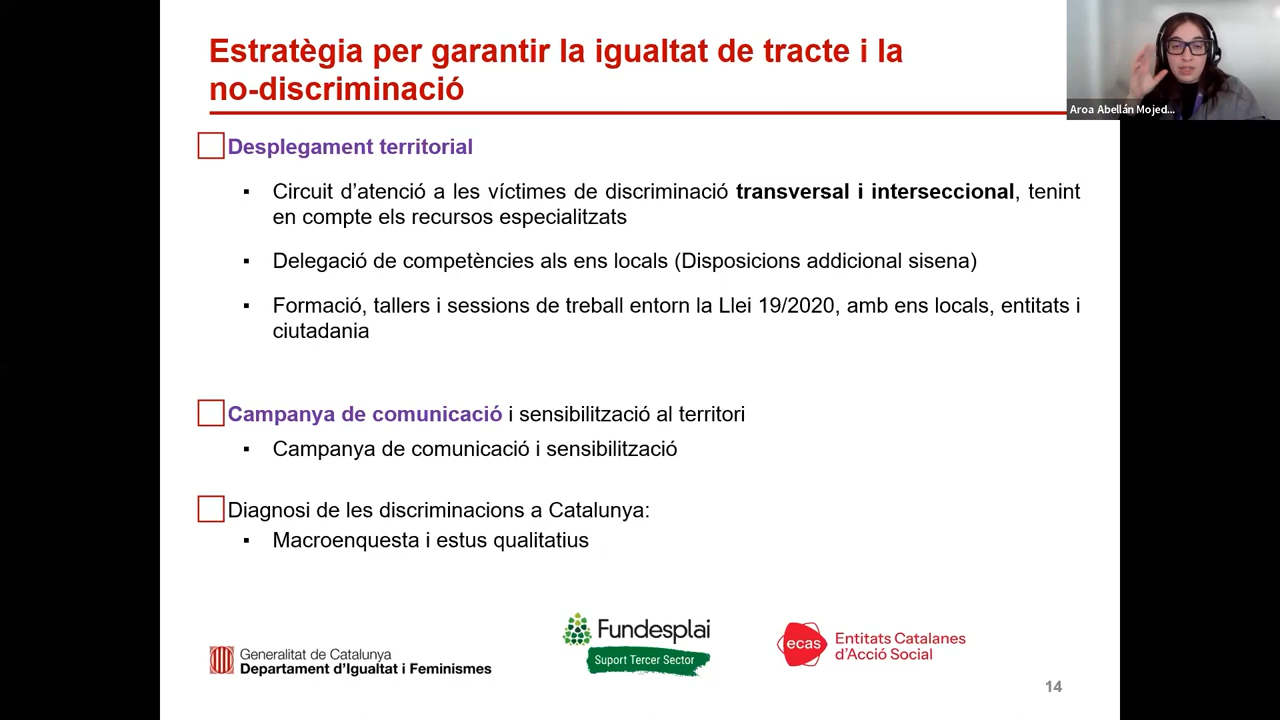 Estratègia per garantir la igualtat de tracte i la
no-discriminació
Aroa Abellán Mojed...
Desplegament territorial
▪ Circuit d’atenció a les víctimes de discriminació transversal i interseccional, tenint
en compte els recursos especialitzats
▪ Delegació de competències als ens locals (Disposicions addicional sisena)
▪ Formació, tallers i sessions de treball entorn la Llei 19/2020, amb ens locals, entitats i
ciutadania
Campanya de comunicació i sensibilització al territori
▪ Campanya de comunicació i sensibilització
Diagnosi de les discriminacions a Catalunya:
▪ Macroenquesta i estus qualitatius
Generalitat de Catalunya
Departament d’Igualtat i Feminismes
Fundesplai
Suport Tercer Sector
ecas
Entitats Catalanes
d’Acció Social
14